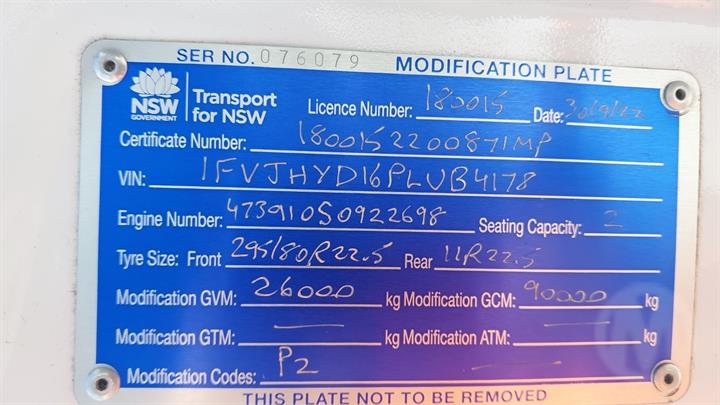 SER NO. 076079 MODIFICATION PLATE
NSW GOVERNMENT Transport for NSW
Licence Number: 180015 Date: 30/9/22
Certificate Number: 1800152200871MP
VIN: 1FVJHYD16PLUB4178
Engine Number: 473910S0922698 Seating Capacity: 2
Tyre Size: Front 295/80R22.5 Rear 11R22.5
Modification GVM: 26000 kg Modification GCM: 90000 kg
Modification GTM: — kg Modification ATM: — kg
Modification Codes: P2 —
THIS PLATE NOT TO BE REMOVED